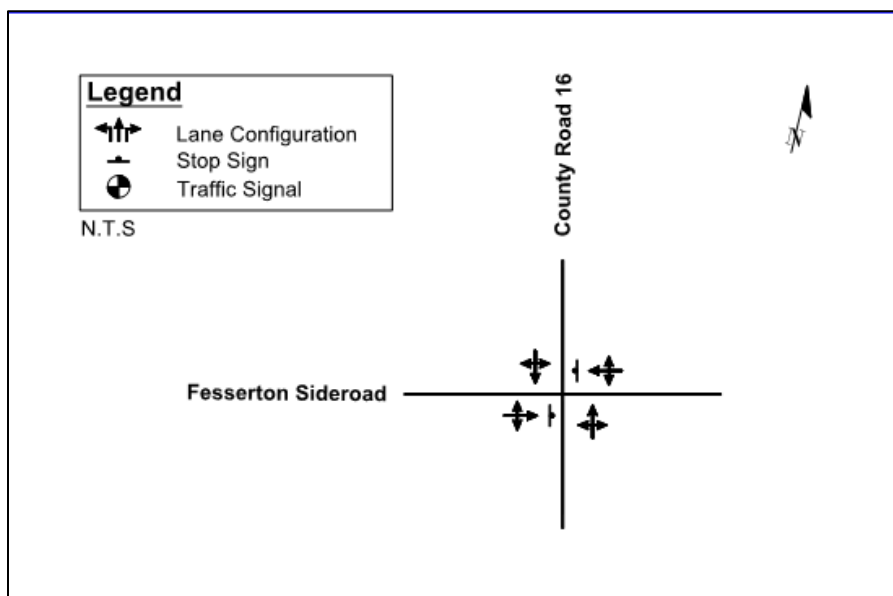 Legend
Lane Configuration
Stop Sign
Traffic Signal
N.T.S
County Road 16
N
Fesserton Sideroad